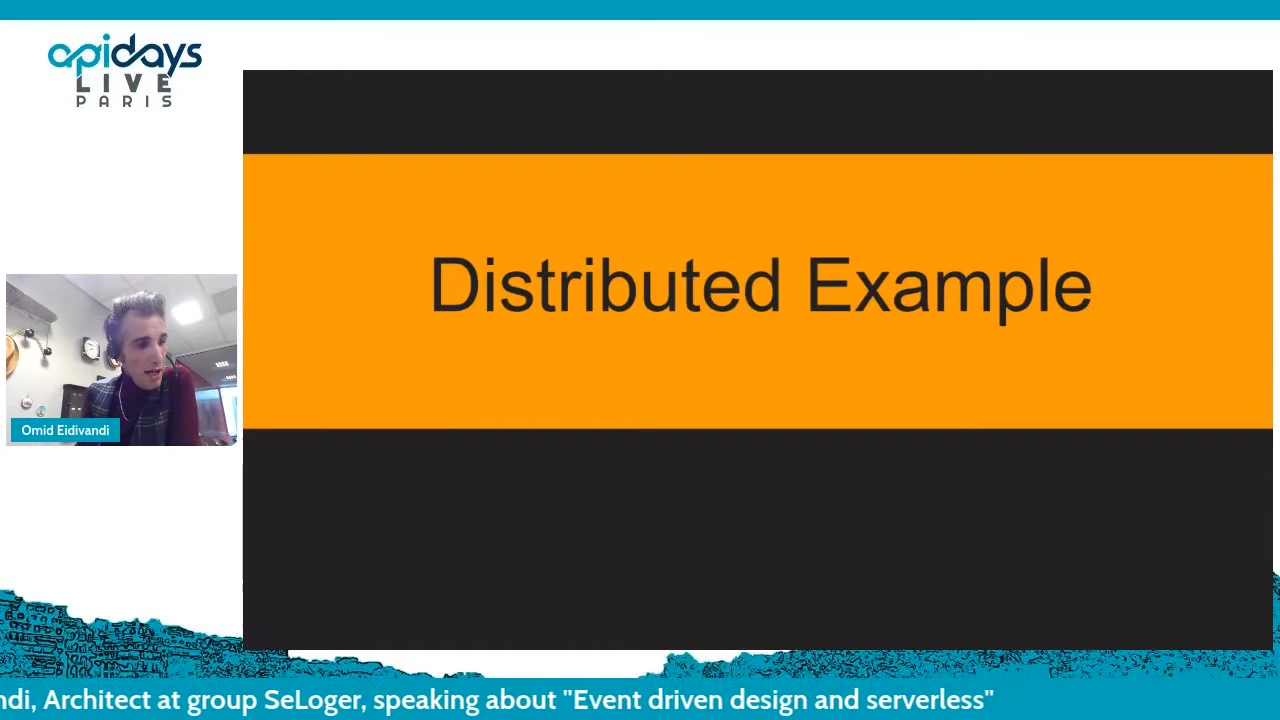 apidays
LIVE
PARIS
Distributed Example
Omid Eidivandi
ndi, Architect at group SeLoger, speaking about "Event driven design and serverless"